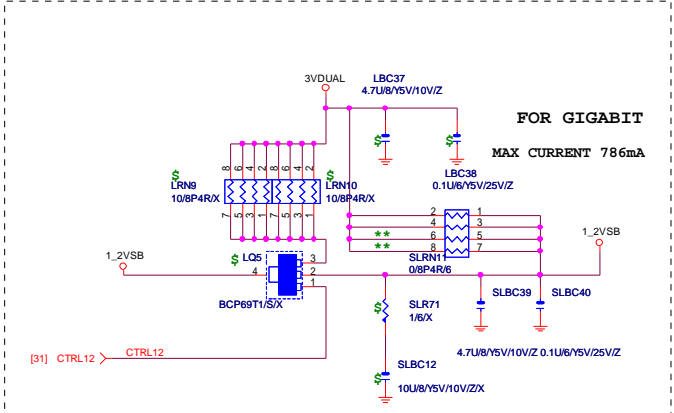 3VDUAL
LBC37
4.7U/8/Y5V/10V/Z
FOR GIGABIT
MAX CURRENT 786mA
$
$
LBC38
0.1U/6/Y5V/25V/Z
$
$
8 6 4 2 8 6 4 2
LRN9
10/8P4R/X
LRN10
10/8P4R/X
7 5 3 1 7 5 3 1
2 1
4 3
** 6 5
** 8 7
SLRN11
0/8P4R/6
1_2VSB
1_2VSB
$ LQ5
3
4
2
1
BCP69T1/S/X
$
SLR71
1/6/X
SLBC39
SLBC40
4.7U/8/Y5V/10V/Z
0.1U/6/Y5V/25V/Z
[31] CTRL12
CTRL12
SLBC12
$
10U/8/Y5V/10V/Z/X